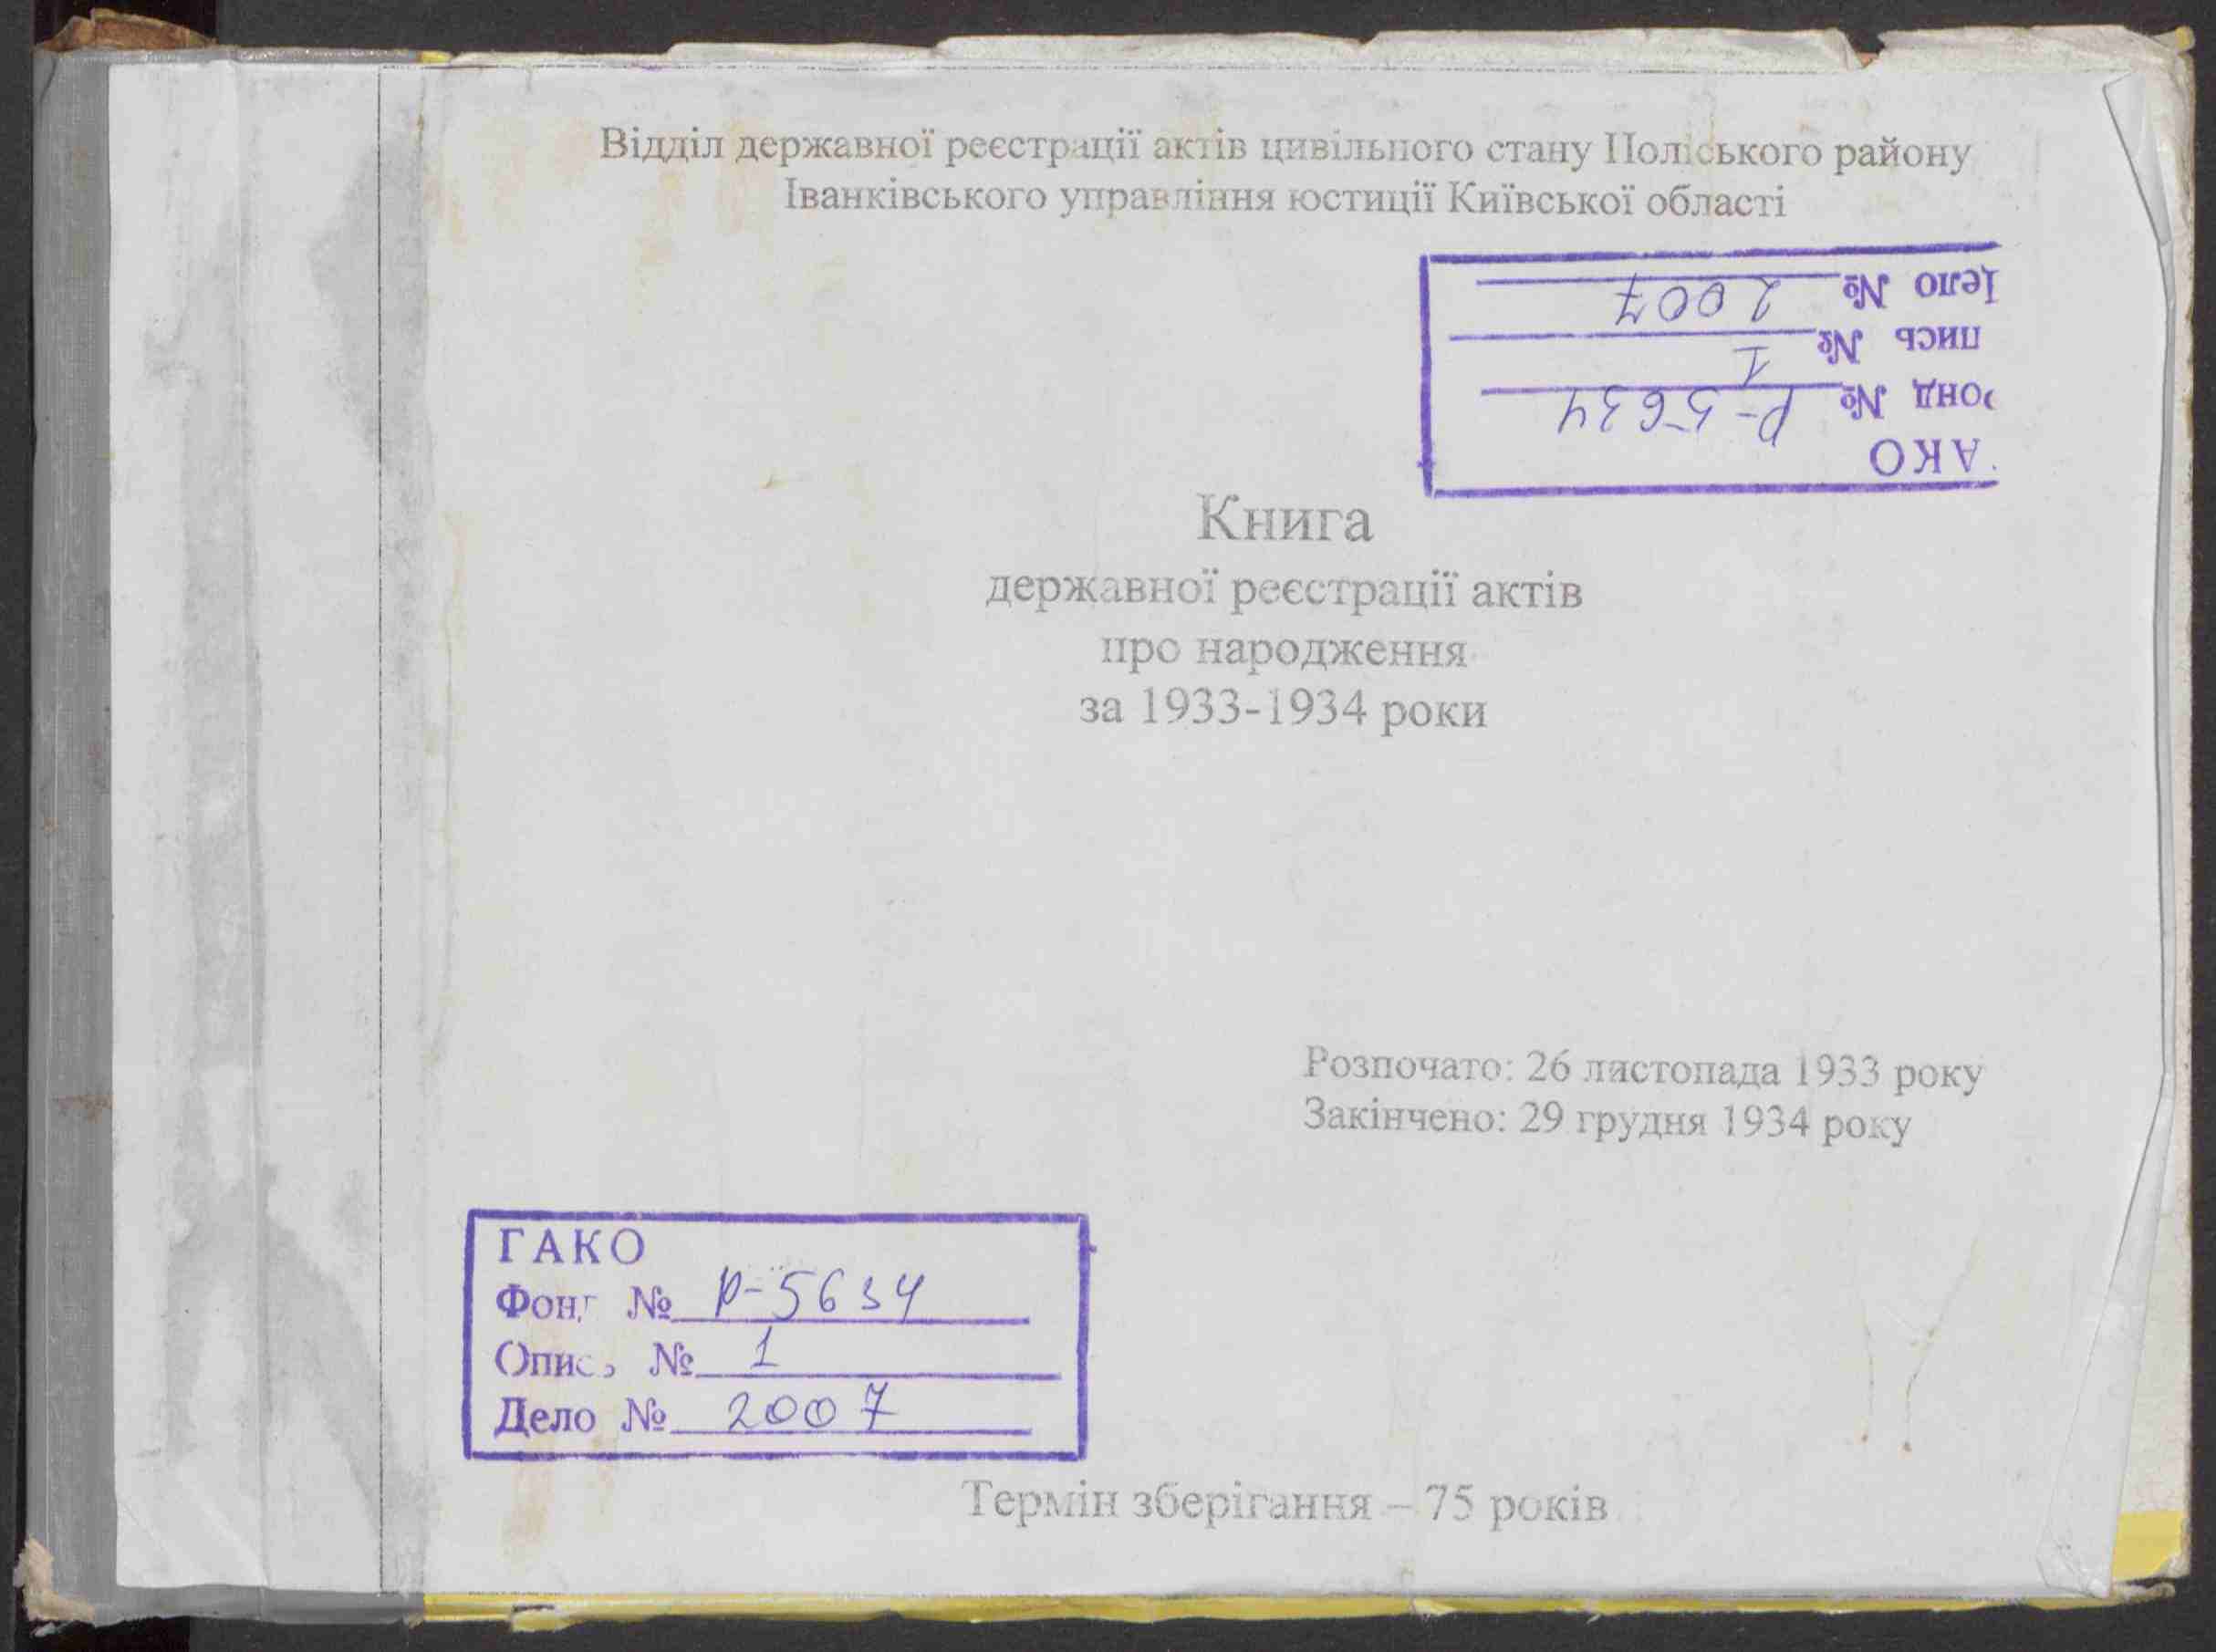 Відділ державної реєстрації актів цивільного стану Поліського району
Іванківського управління юстиції Київської області
АКО
онд № Р-5634
пись № 1
Дело № 2007
Книга
державної реєстрації актів
про народження
за 1933-1934 роки
Розпочато: 26 листопада 1933 року
Закінчено: 29 грудня 1934 року
ГАКО
Фонд № Р-5634
Опись № 1
Дело № 2007
Термін зберігання – 75 років